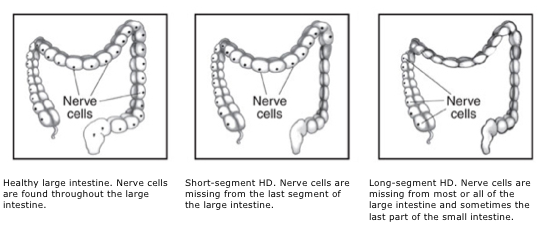 Nerve
cells
Nerve
cells
Nerve
cells
Healthy large intestine. Nerve cells
are found throughout the large
intestine.
Short-segment HD. Nerve cells are
missing from the last segment of
the large intestine.
Long-segment HD. Nerve cells are
missing from most or all of the
large intestine and sometimes the
last part of the small intestine.